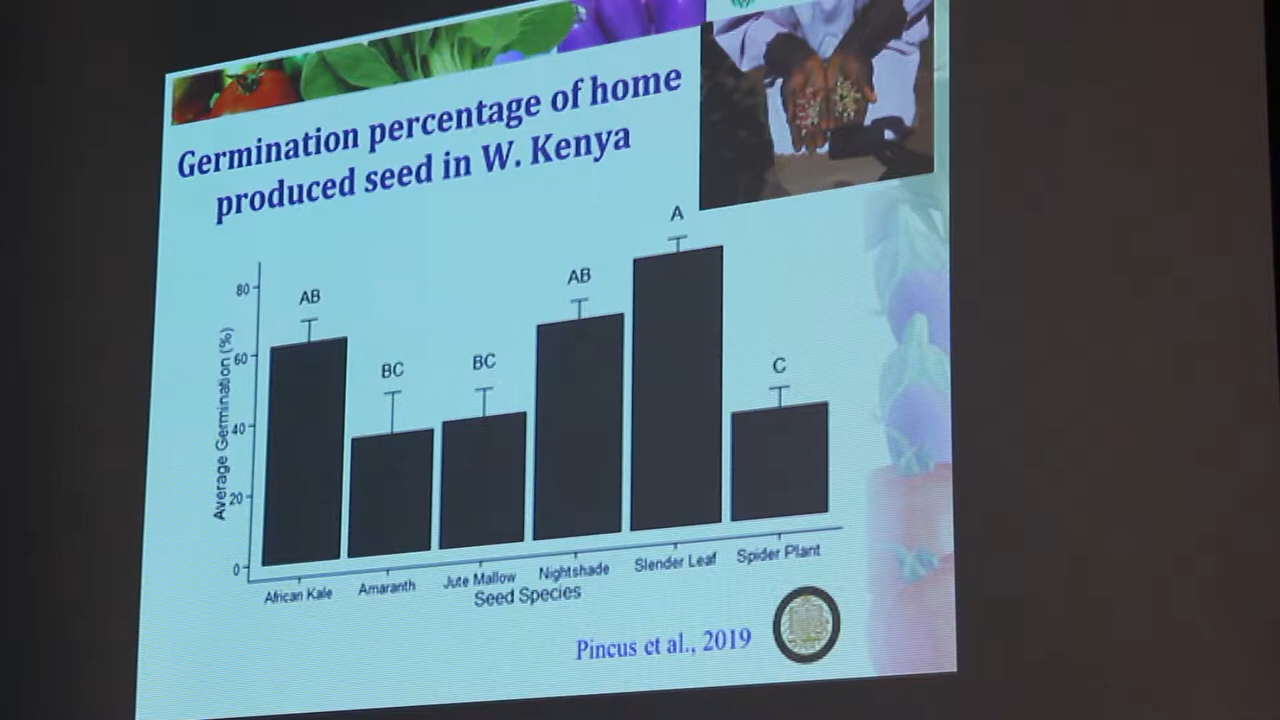 Germination percentage of home
produced seed in W. Kenya
A
AB
AB
BC
BC
C
Average Germination (%)
80
60
40
20
0
African Kale
Amaranth
Jute Mallow
Nightshade
Slender Leaf
Spider Plant
Seed Species
Pincus et al., 2019